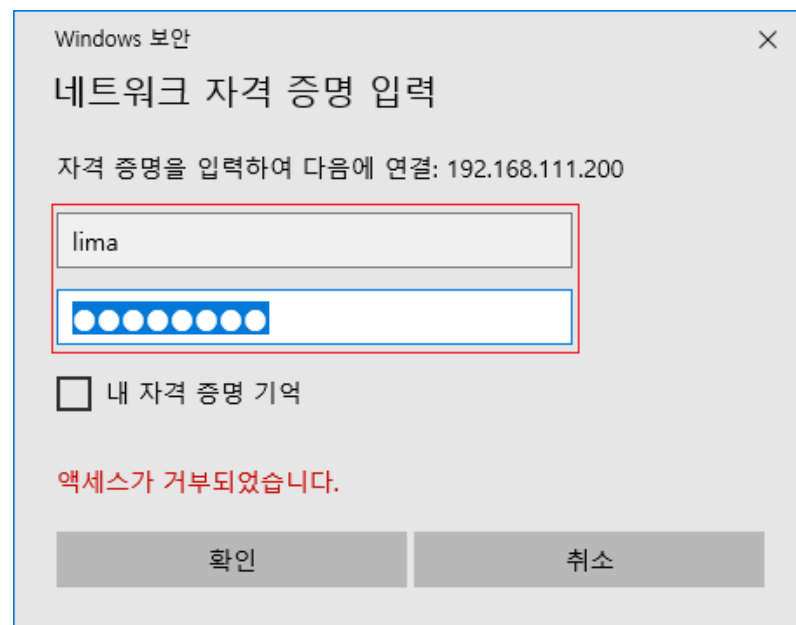 Windows 보안
네트워크 자격 증명 입력
자격 증명을 입력하여 다음에 연결: 192.168.111.200
lima
●●●●●●●●
내 자격 증명 기억
액세스가 거부되었습니다.
확인
취소